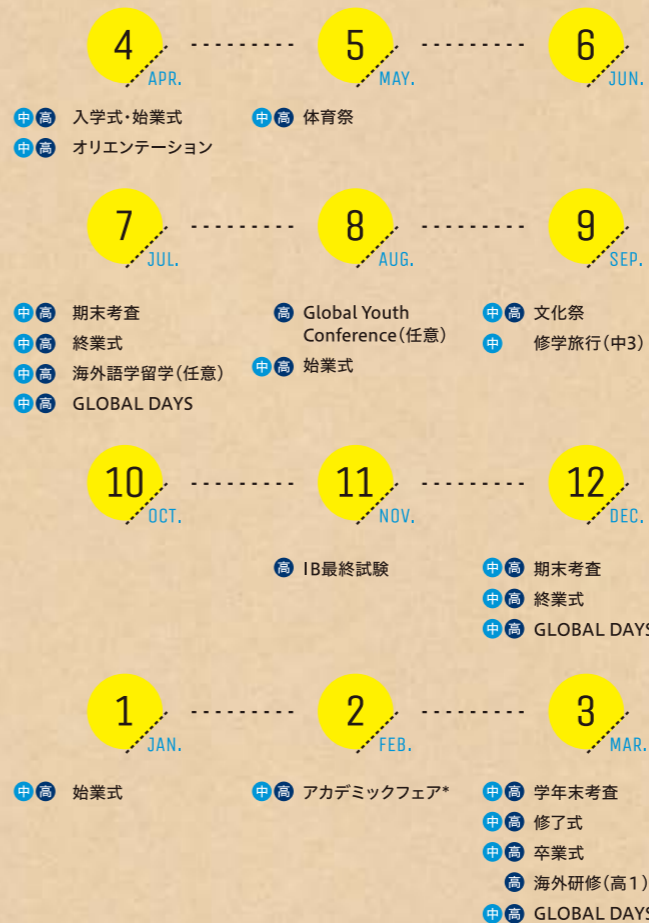 4 APR.
5 MAY.
6 JUN.
中 高 入学式・始業式
中 高 オリエンテーション
中 高 体育祭
7 JUL.
8 AUG.
9 SEP.
中 高 期末考査
中 高 終業式
中 高 海外語学留学(任意)
中 高 GLOBAL DAYS
高 Global Youth
Conference(任意)
中 高 始業式
中 高 文化祭
中 修学旅行(中3)
10 OCT.
11 NOV.
12 DEC.
高 IB最終試験
中 高 期末考査
中 高 終業式
中 高 GLOBAL DAYS
1 JAN.
2 FEB.
3 MAR.
中 高 始業式
中 高 アカデミックフェア*
中 高 学年末考査
中 高 修了式
中 高 卒業式
高 海外研修(高1)
中 高 GLOBAL DAYS